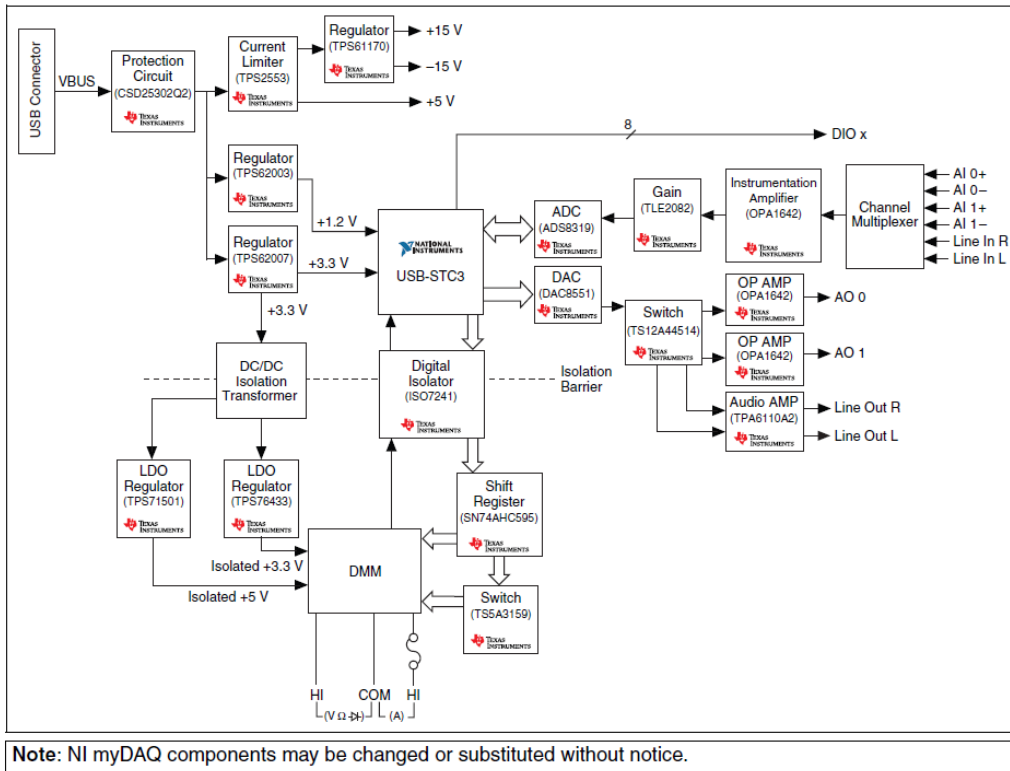 USB Connector
VBUS
Protection
Circuit
(CSD25302Q2)
TEXAS
INSTRUMENTS
Current
Limiter
(TPS2553)
TEXAS
INSTRUMENTS
Regulator
(TPS61170)
TEXAS
INSTRUMENTS
+15 V
–15 V
+5 V
Regulator
(TPS62003)
TEXAS
INSTRUMENTS
+1.2 V
Regulator
(TPS62007)
TEXAS
INSTRUMENTS
+3.3 V
+3.3 V
NATIONAL
INSTRUMENTS
USB-STC3
8
DIO x
ADC
(ADS8319)
TEXAS
INSTRUMENTS
Gain
(TLE2082)
TEXAS
INSTRUMENTS
Instrumentation
Amplifier
(OPA1642)
TEXAS
INSTRUMENTS
Channel
Multiplexer
AI 0+
AI 0–
AI 1+
AI 1–
Line In R
Line In L
DAC
(DAC8551)
TEXAS
INSTRUMENTS
Switch
(TS12A44514)
TEXAS
INSTRUMENTS
OP AMP
(OPA1642)
TEXAS
INSTRUMENTS
AO 0
OP AMP
(OPA1642)
TEXAS
INSTRUMENTS
AO 1
Audio AMP
(TPA6110A2)
TEXAS
INSTRUMENTS
Line Out R
Line Out L
DC/DC
Isolation
Transformer
Digital
Isolator
(ISO7241)
TEXAS
INSTRUMENTS
Isolation
Barrier
LDO
Regulator
(TPS71501)
TEXAS
INSTRUMENTS
LDO
Regulator
(TPS76433)
TEXAS
INSTRUMENTS
Shift
Register
(SN74AHC595)
TEXAS
INSTRUMENTS
Isolated +3.3 V
Isolated +5 V
DMM
Switch
(TS5A3159)
TEXAS
INSTRUMENTS
HI COM HI
(V Ω ) (A)
Note: NI myDAQ components may be changed or substituted without notice.